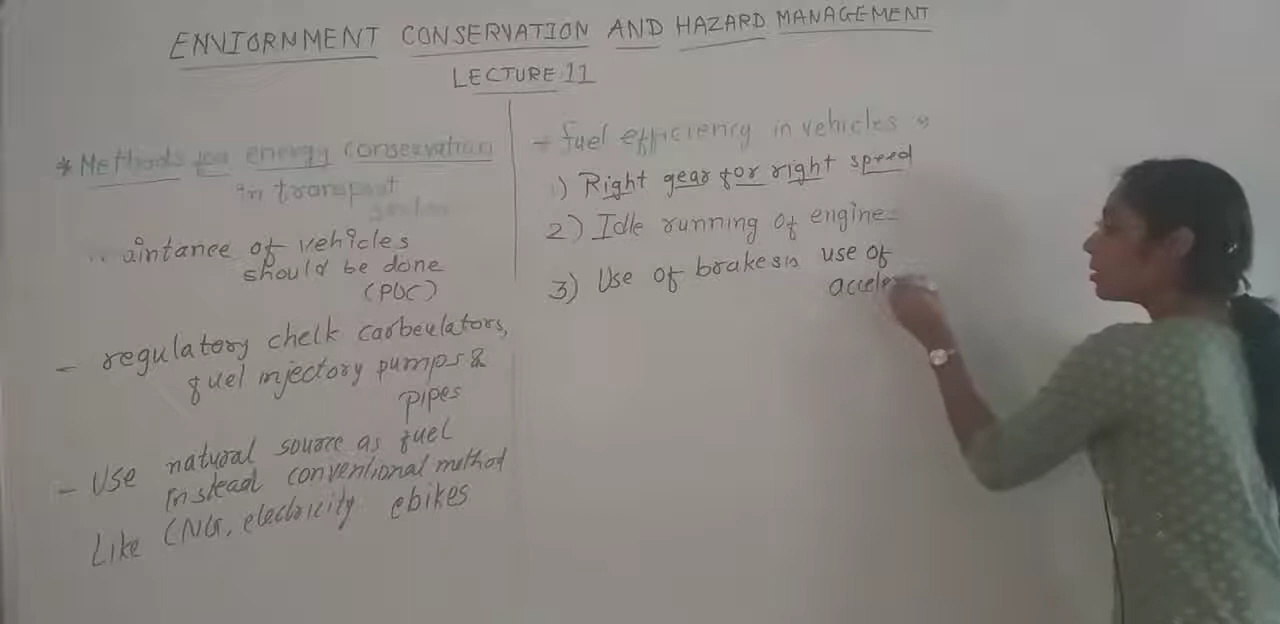 ENVIORNMENT CONSERVATION AND HAZARD MANAGEMENT
LECTURE:11
* Methods for energy conservation
in transport
aintance of vehicles
should be done
(PUC)
- regulatory check carbeulators,
fuel injectory pumps &
pipes
- Use natural source as fuel
instead conventional method
Like CNG, electricity ebikes
fuel efficiency in vehicles
1) Right gear for right speed
2) Idle running of engine
3) Use of brakes use of
accele